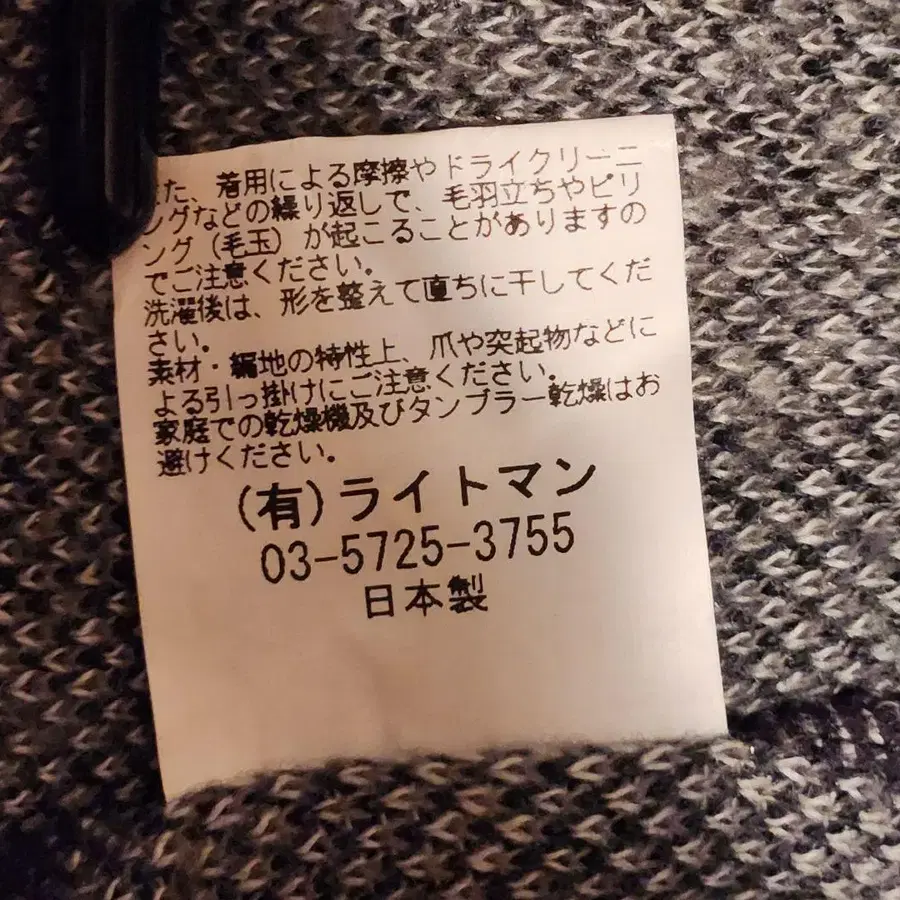 た、着用による摩擦やドライクリーニ
ングなどの繰り返しで、毛羽立ちやピリ
ング(毛玉)が起こることがありますの
でご注意ください。
洗濯後は、形を整えて直ちに干してくだ
さい。
素材・編地の特性上、爪や突起物などに
よる引っ掛けにご注意ください。
家庭での乾燥機及びタンブラー乾燥はお
避けください。
(有)ライトマン
03-5725-3755
日本製